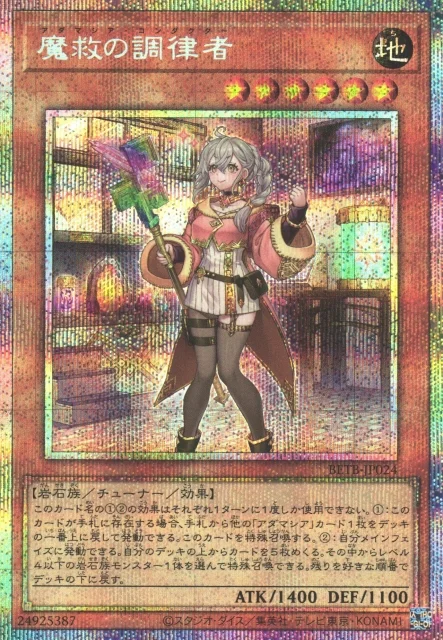 魔救の調律者
地
BETB-JP024
【岩石族／チューナー／効果】
このカード名の①②の効果はそれぞれ1ターンに1度しか使用できない。①:この
カードが手札に存在する場合、手札から他の「アダマシア」カード1枚をデッキ
の一番上に戻して発動できる。このカードを特殊召喚する。②:自分メインフェ
イズに発動できる。自分のデッキの上からカードを5枚めくる。その中からレベル
4以下の岩石族モンスター1体を選んで特殊召喚できる。残りを好きな順番で
デッキの下に戻す。
ATK/1400 DEF/1100
24925387
©スタジオ・ダイス／集英社・テレビ東京・KONAMI